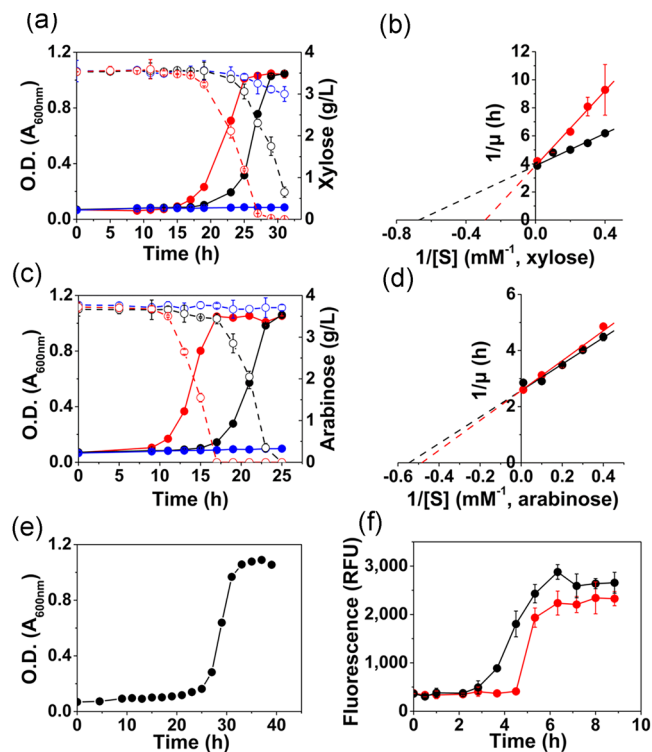 (a)
1.2
0.8
0.4
0.0
O.D. (A600nm)
4
3
2
1
0
Xylose (g/L)
0 5 10 15 20 25 30
Time (h)
(b)
12
10
8
6
4
2
0
1/μ (h)
-0.8 -0.4 0.0 0.4
1/[S] (mM-1, xylose)
(c)
1.2
0.8
0.4
0.0
O.D. (A600nm)
4
3
2
1
0
Arabinose (g/L)
0 5 10 15 20 25
Time (h)
(d)
6
4
2
0
1/μ (h)
-0.6 -0.4 -0.2 0.0 0.2 0.4
1/[S] (mM-1, arabinose)
(e)
1.2
0.8
0.4
0.0
O.D. (A600nm)
0 10 20 30 40
Time (h)
(f)
3,000
2,000
1,000
0
Fluorescence (RFU)
0 2 4 6 8 10
Time (h)